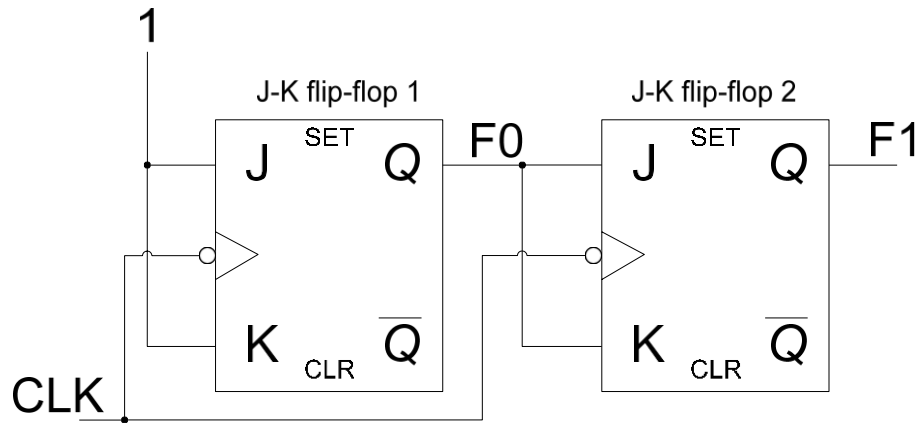 1
J-K flip-flop 1
J-K flip-flop 2
SET
SET
F0
F1
J
Q
J
Q
K
Q̅
K
Q̅
CLR
CLR
CLK